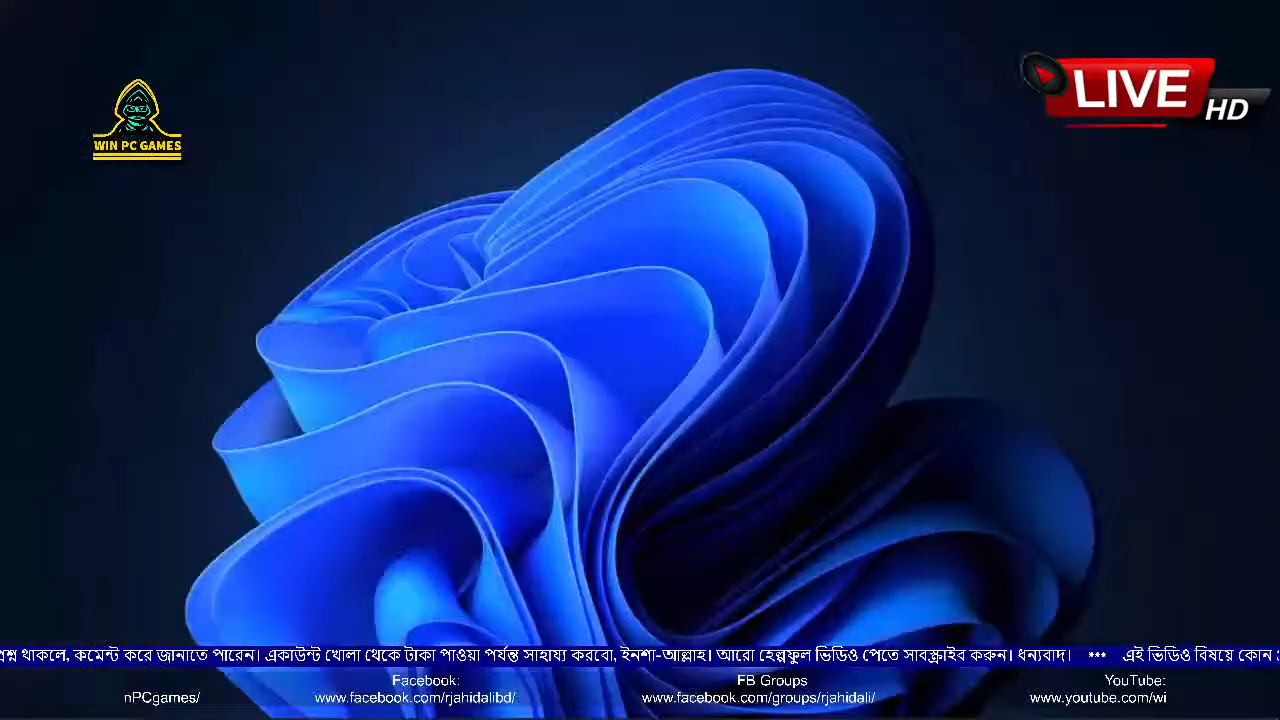 LIVE
HD
WIN PC GAMES
প্রশ্ন থাকলে, কমেন্ট করে জানাতে পারেন। একাউন্ট খোলা থেকে টাকা পাওয়া পর্যন্ত সাহায্য করবো, ইনশা-আল্লাহ। আরো হেল্পফুল ভিডিও পেতে সাবস্ক্রাইব করুন। ধন্যবাদ। ••• এই ভিডিও বিষয়ে কোন
Facebook: FB Groups YouTube:
nPCgames/ www.facebook.com/rjahidalibd/ www.facebook.com/groups/rjahidali/ www.youtube.com/wi